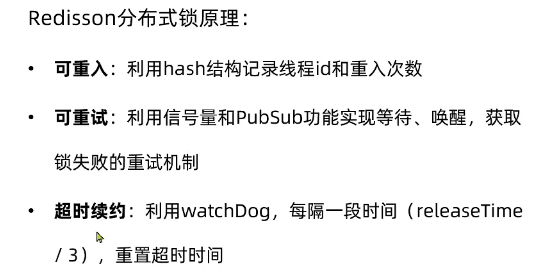 Redisson分布式锁原理：
• 可重入：利用hash结构记录线程id和重入次数
• 可重试：利用信号量和PubSub功能实现等待、唤醒，获取
锁失败的重试机制
• 超时续约：利用watchDog，每隔一段时间（releaseTime
/ 3），重置超时时间